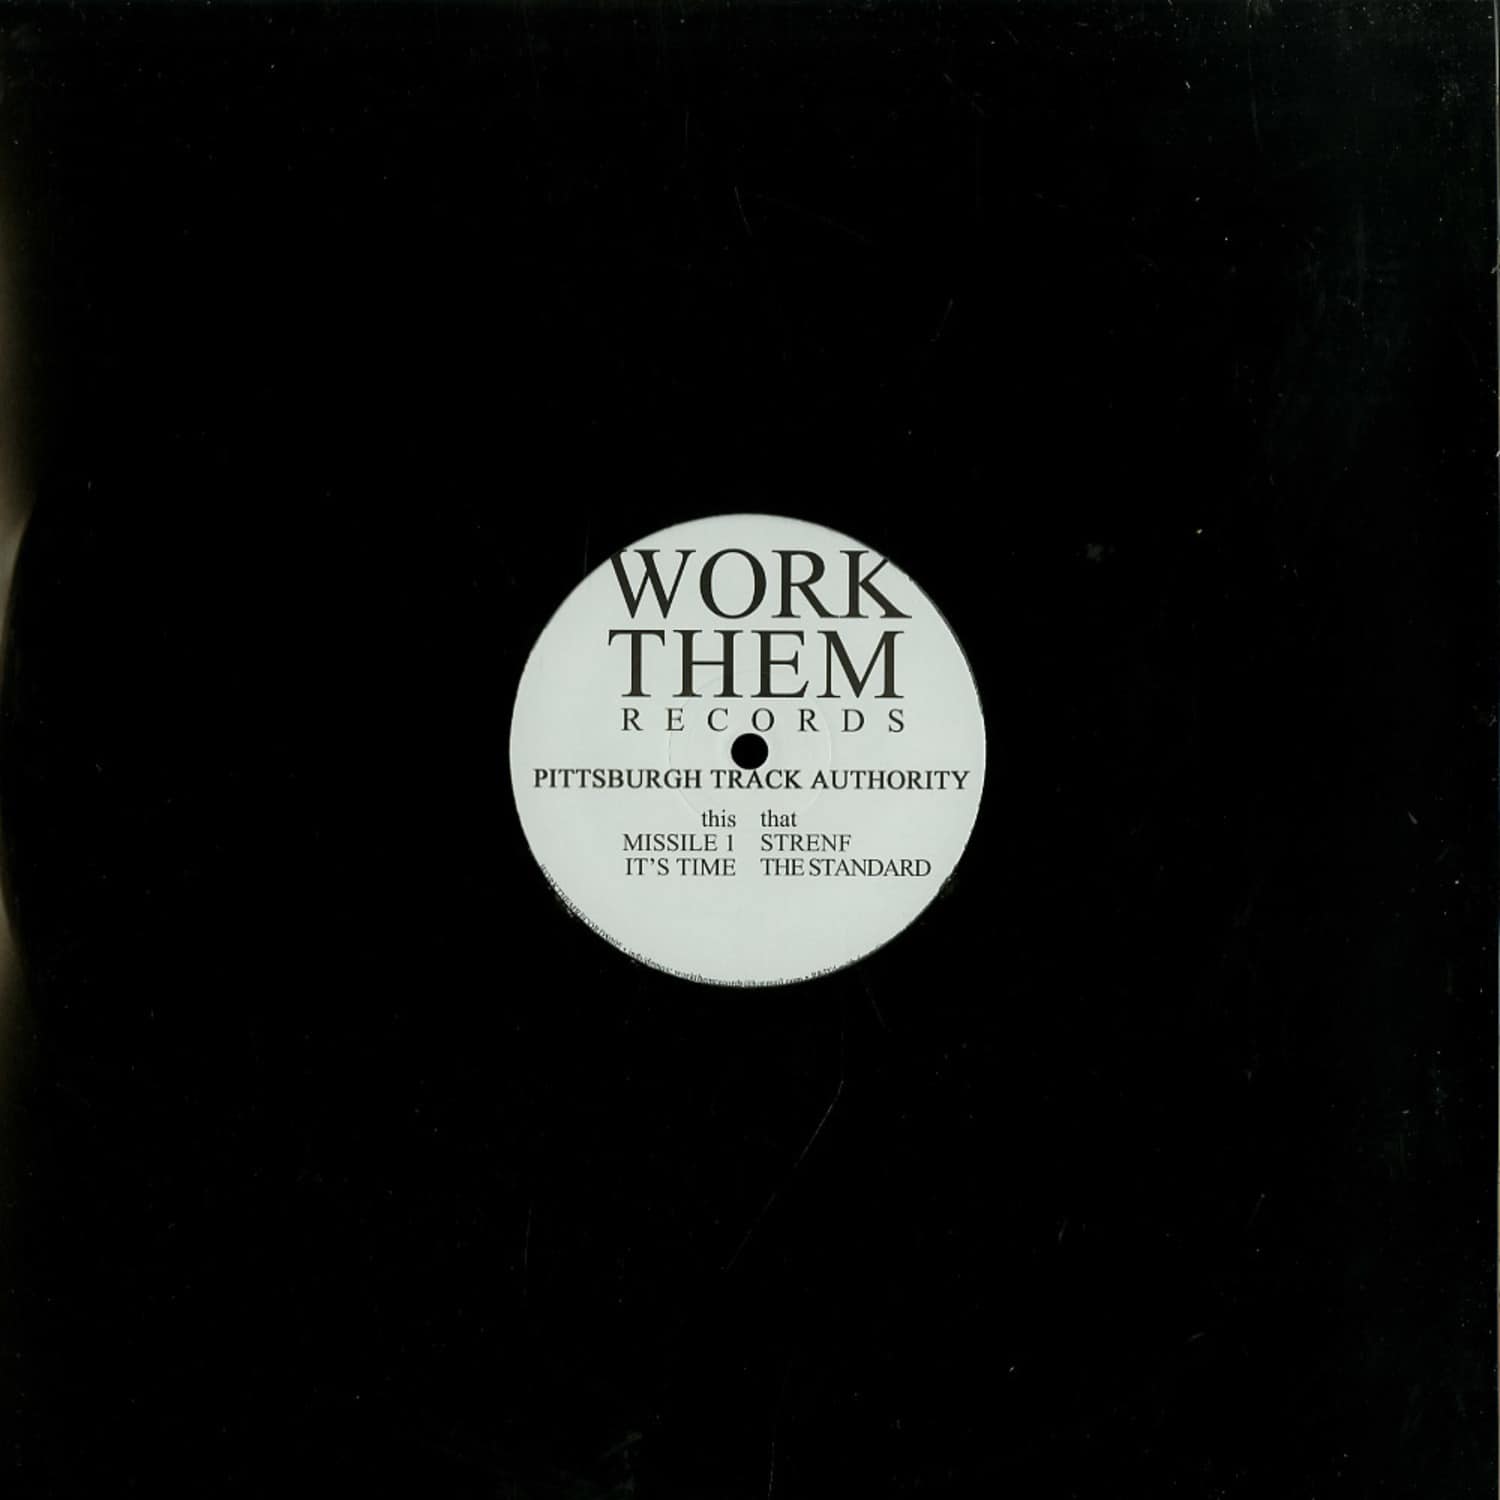 WORK
THEM
RECORDS
PITTSBURGH TRACK AUTHORITY
this that
MISSILE 1 STRENF
IT'S TIME THE STANDARD